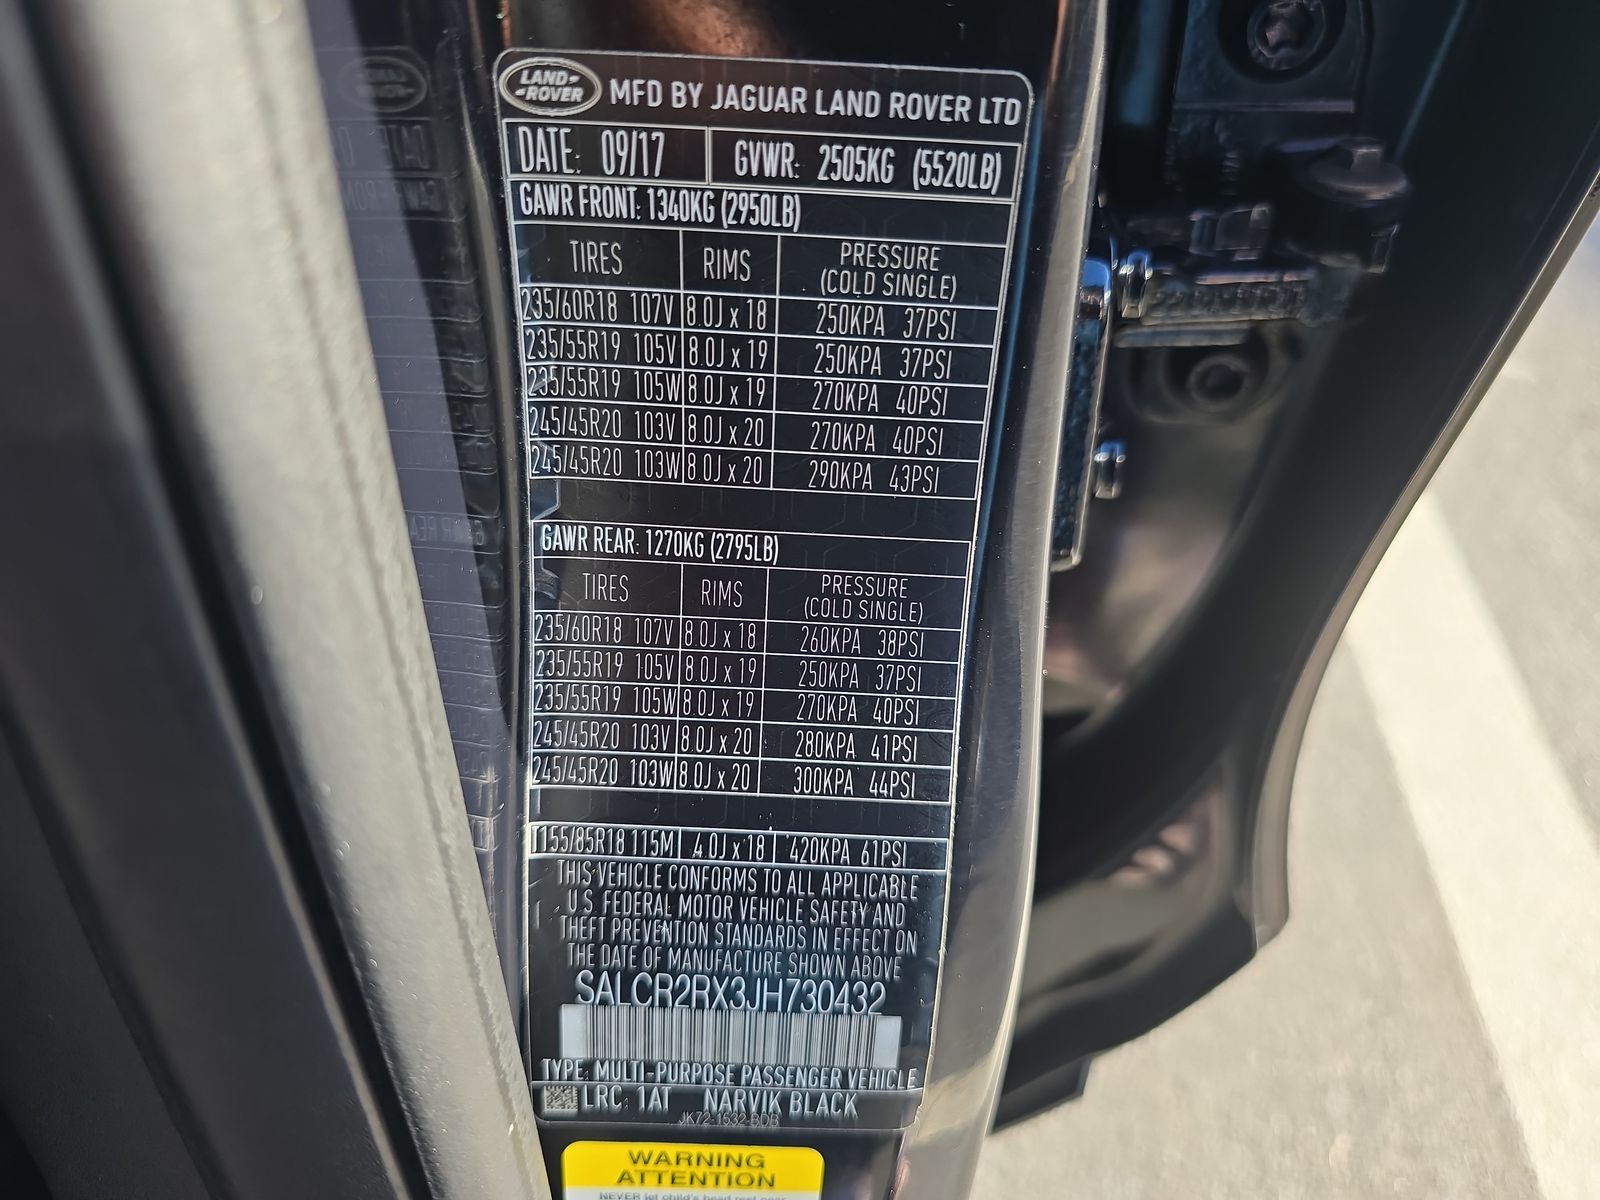 LAND-
-ROVER
MFD BY JAGUAR LAND ROVER LTD
DATE: 09/17 GVWR: 2505KG (5520LB)
GAWR FRONT: 1340KG (2950LB)
TIRES RIMS PRESSURE (COLD SINGLE)
235/60R18 107V 8.0J x 18 250KPA 37PSI
235/55R19 105V 8.0J x 19 250KPA 37PSI
235/55R19 105W 8.0J x 19 270KPA 40PSI
245/45R20 103V 8.0J x 20 270KPA 40PSI
245/45R20 103W 8.0J x 20 290KPA 43PSI
GAWR REAR: 1270KG (2795LB)
TIRES RIMS PRESSURE (COLD SINGLE)
235/60R18 107V 8.0J x 18 260KPA 38PSI
235/55R19 105V 8.0J x 19 250KPA 37PSI
235/55R19 105W 8.0J x 19 270KPA 40PSI
245/45R20 103V 8.0J x 20 280KPA 41PSI
245/45R20 103W 8.0J x 20 300KPA 44PSI
T155/85R18 115M 4.0J x 18 420KPA 61PSI
THIS VEHICLE CONFORMS TO ALL APPLICABLE
U.S. FEDERAL MOTOR VEHICLE SAFETY AND
THEFT PREVENTION STANDARDS IN EFFECT ON
THE DATE OF MANUFACTURE SHOWN ABOVE
SALCR2RX3JH730432
TYPE: MULTI-PURPOSE PASSENGER VEHICLE
LRC: 1AT NARVIK BLACK
JK72-1532-BDB
WARNING
ATTENTION
NEVER let child's head rest near